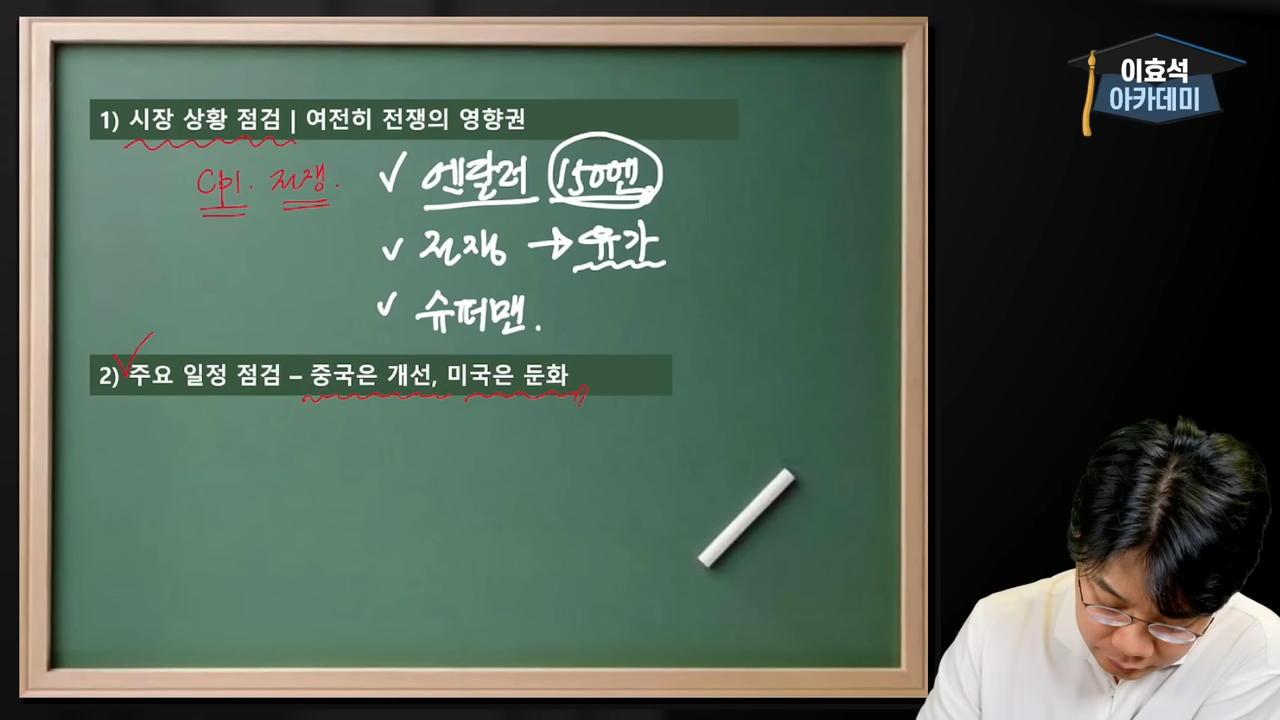 이효석
아카데미
1) 시장 상황 점검 | 여전히 전쟁의 영향권
CPI. 전쟁.
✓ 엔달러 150엔
✓ 전쟁 → 유가
✓ 슈퍼맨.
2) 주요 일정 점검 – 중국은 개선, 미국은 둔화